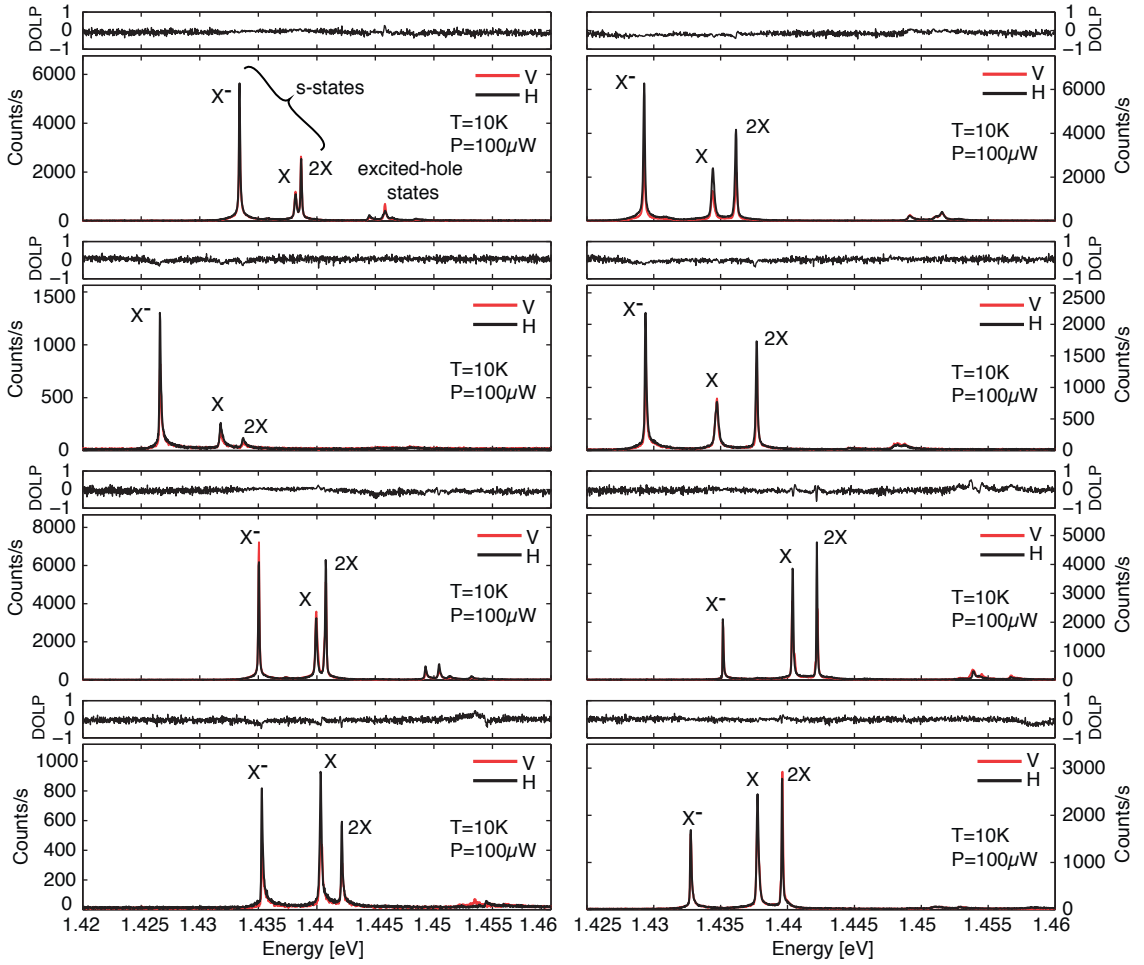 DOLP
1
0
−1
DOLP
1
0
−1
Counts/s
6000
4000
2000
0
X−
s-states
X
2X
excited-hole
states
V
H
T=10K
P=100µW
Counts/s
6000
4000
2000
0
X−
X
2X
V
H
T=10K
P=100µW
DOLP
1
0
−1
DOLP
1
0
−1
Counts/s
1500
1000
500
0
X−
X
2X
V
H
T=10K
P=100µW
Counts/s
2500
2000
1500
1000
500
0
X−
X
2X
V
H
T=10K
P=100µW
DOLP
1
0
−1
DOLP
1
0
−1
Counts/s
8000
6000
4000
2000
0
X−
X
2X
V
H
T=10K
P=100µW
Counts/s
5000
4000
3000
2000
1000
0
X−
X
2X
V
H
T=10K
P=100µW
DOLP
1
0
−1
DOLP
1
0
−1
Counts/s
1000
800
600
400
200
0
X−
X
2X
V
H
T=10K
P=100µW
1.42 1.425 1.43 1.435 1.44 1.445 1.45 1.455 1.46
Energy [eV]
Counts/s
3000
2000
1000
0
X−
X
2X
V
H
T=10K
P=100µW
1.425 1.43 1.435 1.44 1.445 1.45 1.455 1.46
Energy [eV]